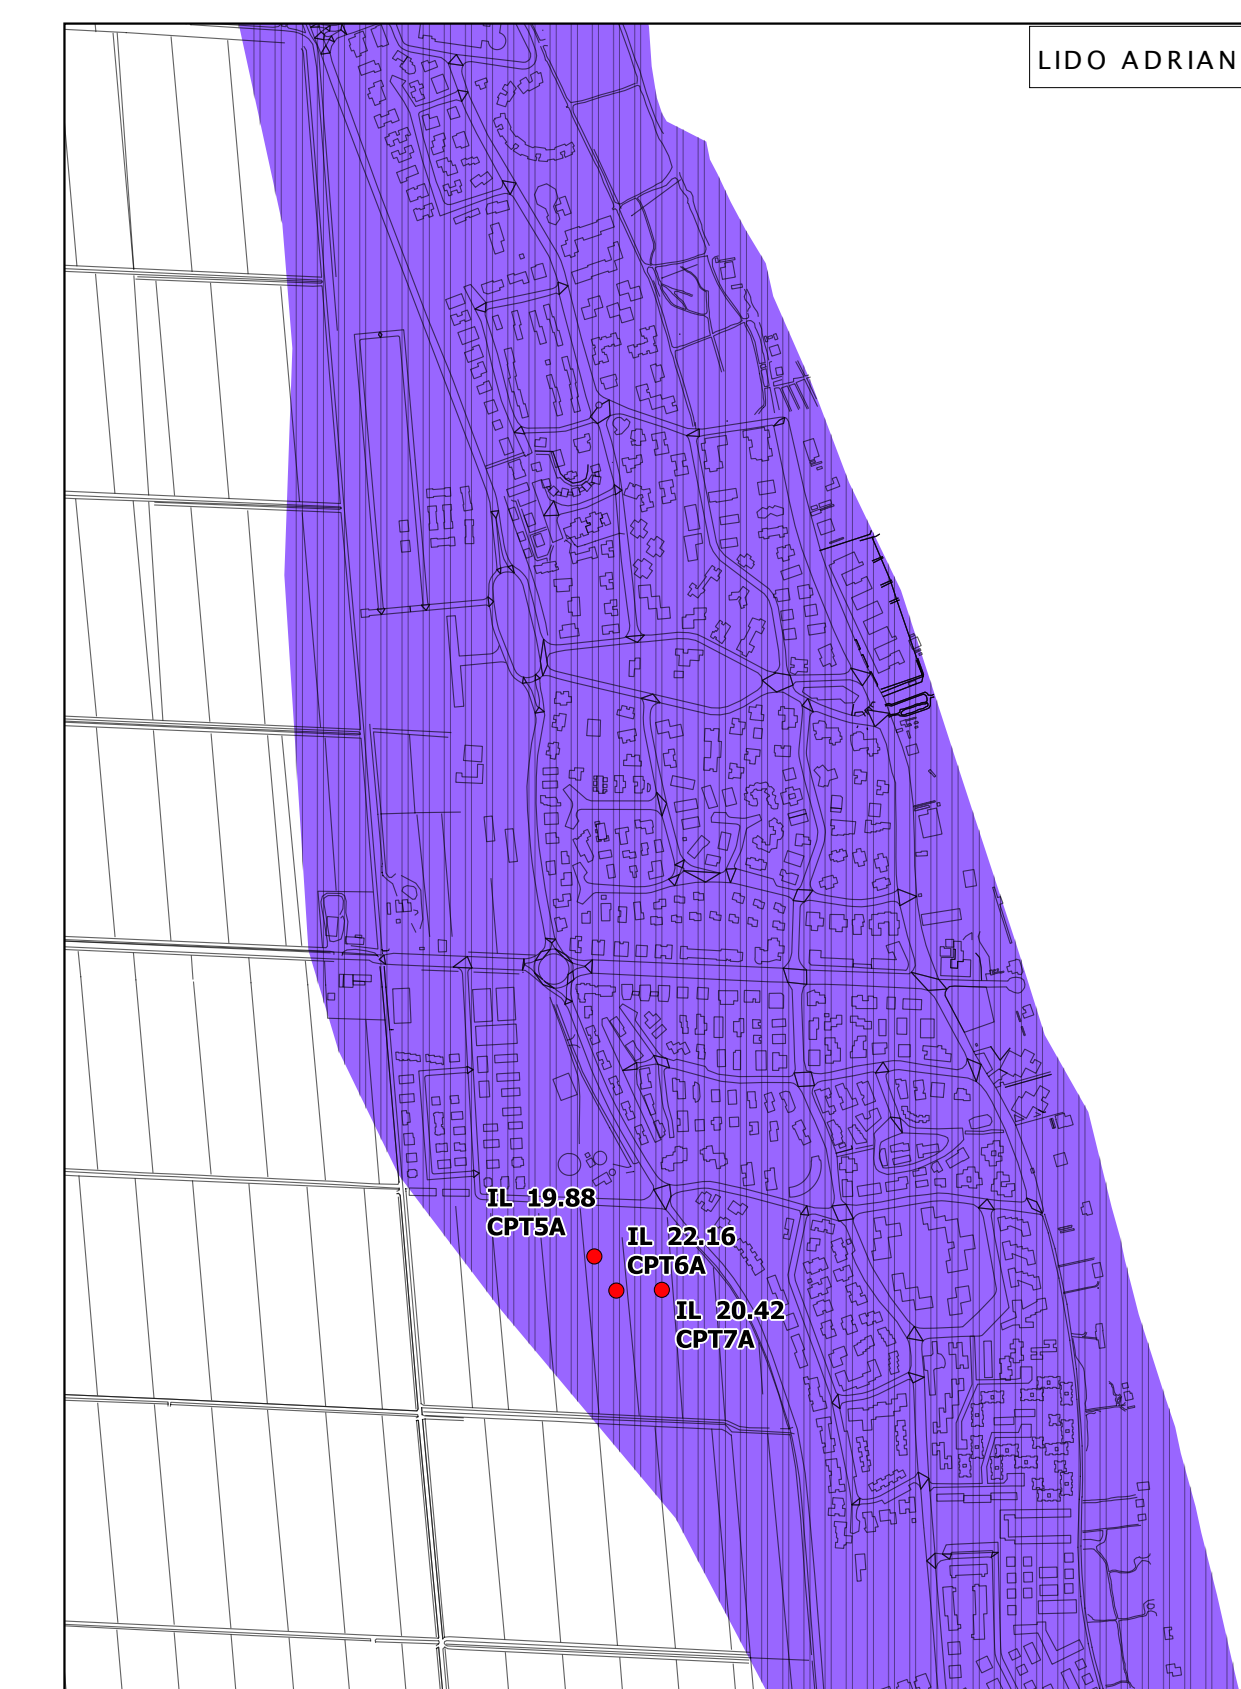 LIDO ADRIAN
IL 19.88
CPT5A
IL 22.16
CPT6A
IL 20.42
CPT7A